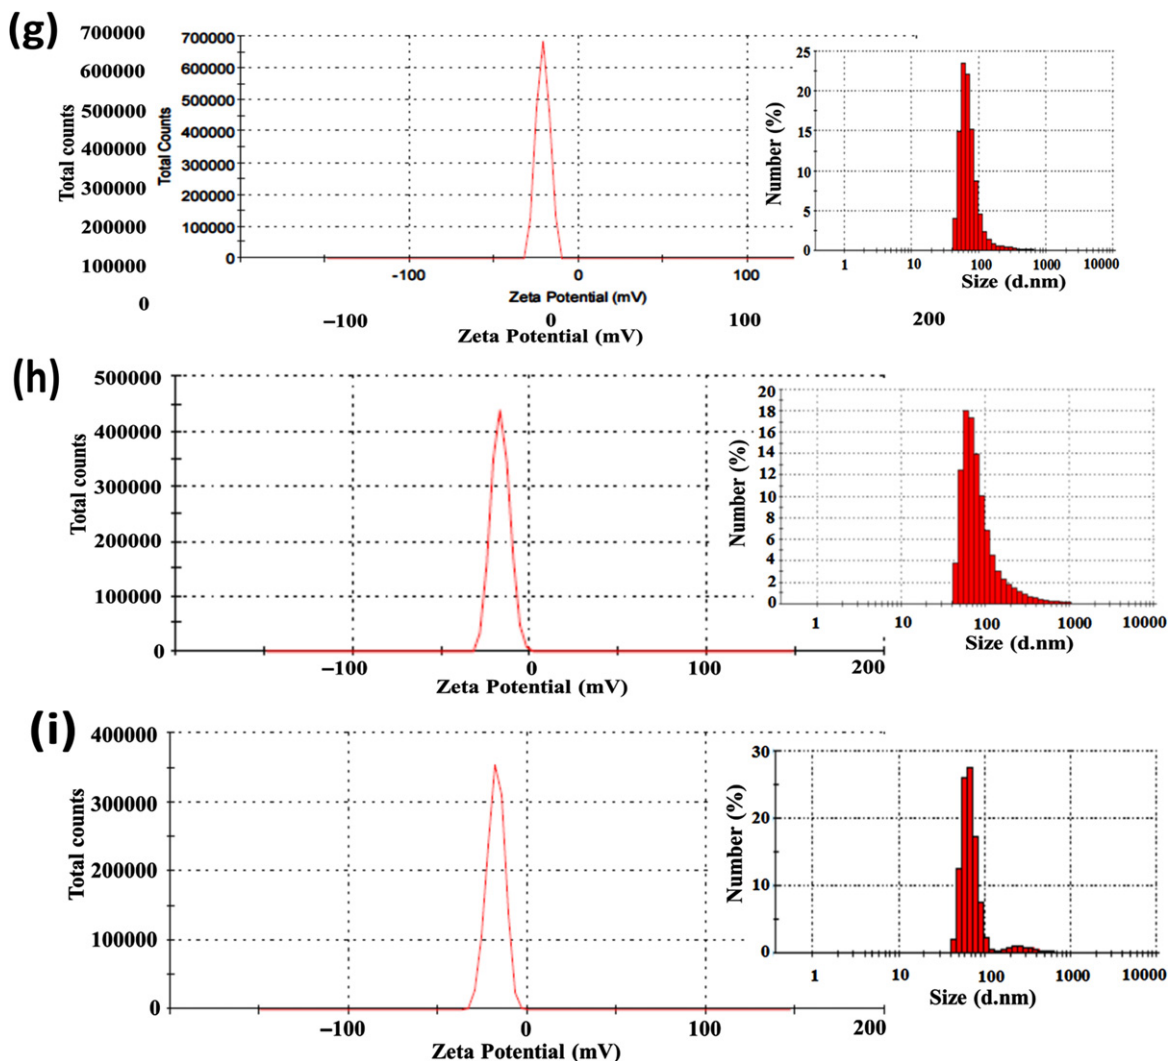 (g)
700000
600000
500000
400000
300000
200000
100000
0
Total counts
700000
600000
500000
400000
300000
200000
100000
0
Total Counts
-100 0 100
Zeta Potential (mV)
−100 0 100 200
Zeta Potential (mV)
25
20
15
10
5
0
Number (%)
1 10 100 1000 10000
Size (d.nm)
(h)
500000
400000
300000
200000
100000
0
Total counts
−100 0 100 200
Zeta Potential (mV)
20
18
16
14
12
10
8
6
4
2
0
Number (%)
1 10 100 1000 10000
Size (d.nm)
(i)
400000
300000
200000
100000
0
Total counts
−100 0 100 200
Zeta Potential (mV)
30
20
10
0
Number (%)
1 10 100 1000 10000
Size (d.nm)